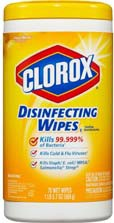 CLOROX
DISINFECTING
WIPES
Kills 99.999%
of Bacteria
Kills Cold & Flu Viruses
Kills Staph, E. coli, MRSA,
Salmonella, Strep
75 WET WIPES